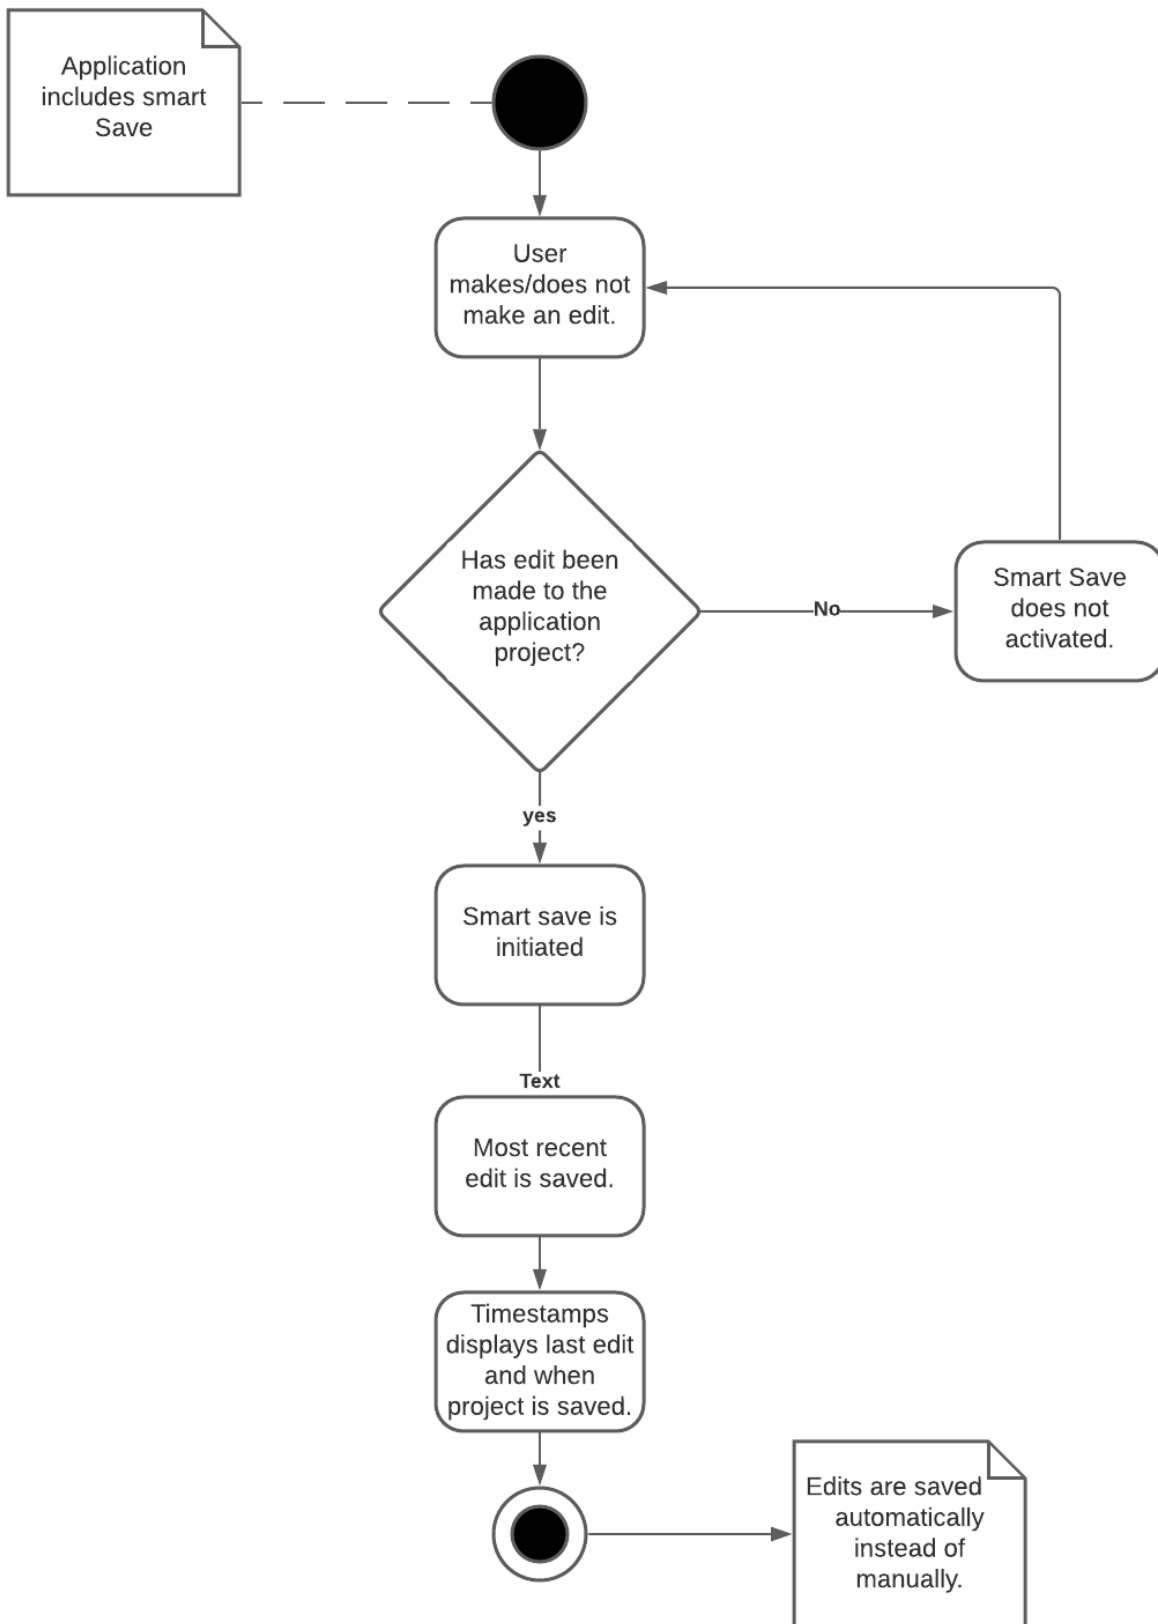 Application
includes smart
Save
User
makes/does not
make an edit.
Has edit been
made to the
application
project?
No
Smart Save
does not
activated.
yes
Smart save is
initiated
Text
Most recent
edit is saved.
Timestamps
displays last edit
and when
project is saved.
Edits are saved
automatically
instead of
manually.